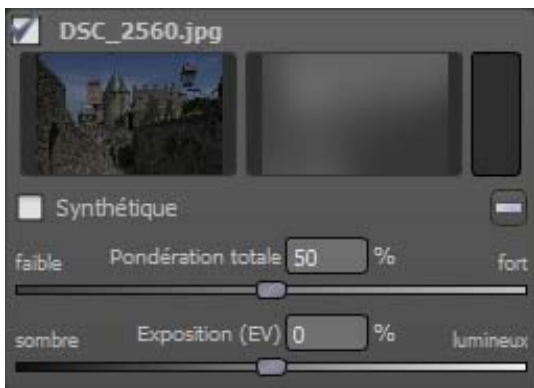 DSC_2560.jpg
Synthétique
faible Pondération totale 50 % fort
sombre Exposition (EV) 0 % lumineux